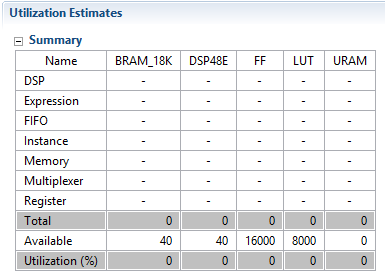 Utilization Estimates
Summary
Name BRAM_18K DSP48E FF LUT URAM
DSP - - - - -
Expression - - - - -
FIFO - - - - -
Instance - - - - -
Memory - - - - -
Multiplexer - - - - -
Register - - - - -
Total 0 0 0 0 0
Available 40 40 16000 8000 0
Utilization (%) 0 0 0 0 0